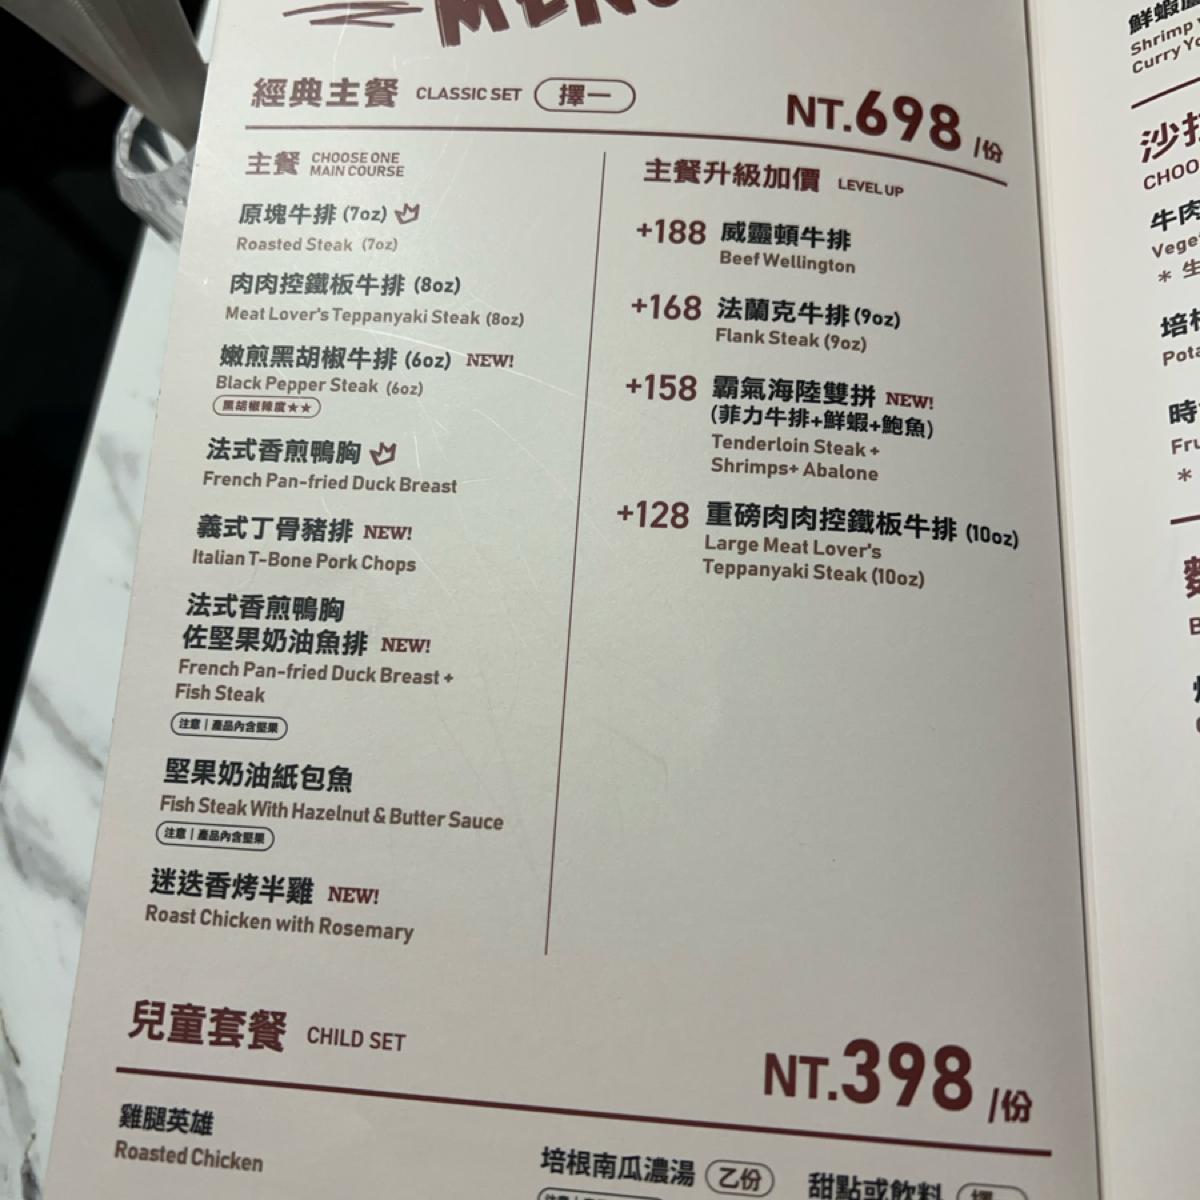 MENU
經典主餐 CLASSIC SET 擇一
NT.698 /份
主餐 CHOOSE ONE
MAIN COURSE
原塊牛排 (7oz)
Roasted Steak (7oz)
肉肉控鐵板牛排 (8oz)
Meat Lover's Teppanyaki Steak (8oz)
嫩煎黑胡椒牛排 (6oz) NEW!
Black Pepper Steak (6oz)
黑胡椒辣度★★
法式香煎鴨胸
French Pan-fried Duck Breast
義式丁骨豬排 NEW!
Italian T-Bone Pork Chops
法式香煎鴨胸
佐堅果奶油魚排 NEW!
French Pan-fried Duck Breast +
Fish Steak
注意|產品內含堅果
堅果奶油紙包魚
Fish Steak With Hazelnut & Butter Sauce
注意|產品內含堅果
迷迭香烤半雞 NEW!
Roast Chicken with Rosemary
主餐升級加價 LEVEL UP
+188 威靈頓牛排
Beef Wellington
+168 法蘭克牛排 (9oz)
Flank Steak (9oz)
+158 霸氣海陸雙拼 NEW!
(菲力牛排+鮮蝦+鮑魚)
Tenderloin Steak +
Shrimps+ Abalone
+128 重磅肉肉控鐵板牛排 (10oz)
Large Meat Lover's
Teppanyaki Steak (10oz)
兒童套餐 CHILD SET
NT.398 /份
雞腿英雄
Roasted Chicken
培根南瓜濃湯 乙份
甜點或飲料
鮮蝦
Shrimp
Curry
沙拉
CHOO
牛肉
Vege
* 生
培根
Pota
時
Fru
*